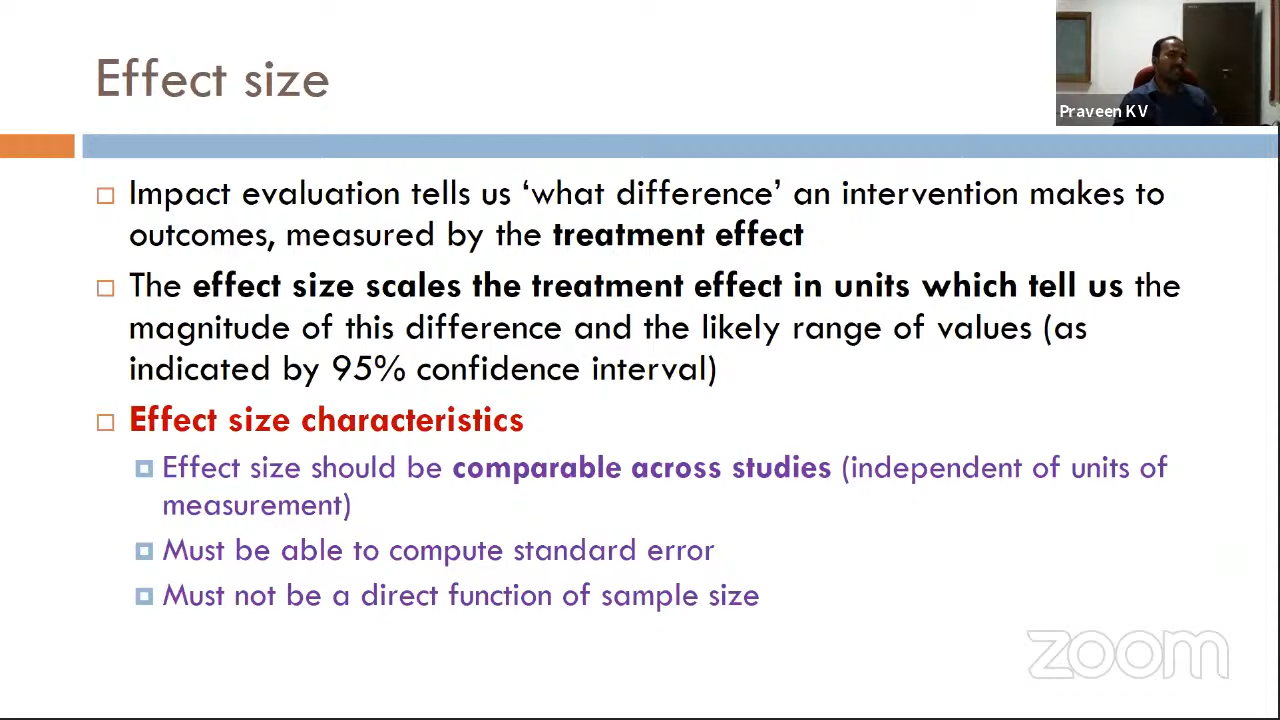 Effect size
Praveen K V
Impact evaluation tells us ‘what difference’ an intervention makes to
outcomes, measured by the treatment effect
The effect size scales the treatment effect in units which tell us the
magnitude of this difference and the likely range of values (as
indicated by 95% confidence interval)
Effect size characteristics
Effect size should be comparable across studies (independent of units of
measurement)
Must be able to compute standard error
Must not be a direct function of sample size
zoom